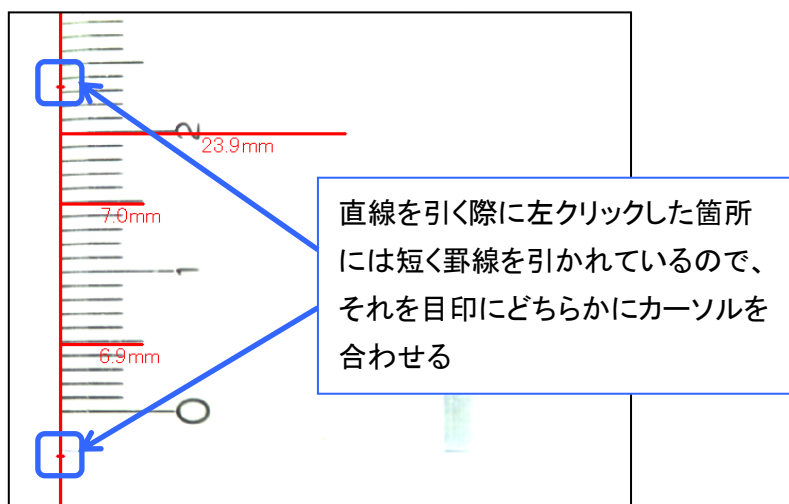 2
23.9mm
7.0mm
1
6.9mm
0
直線を引く際に左クリックした箇所
には短く罫線を引かれているので、
それを目印にどちらかにカーソルを
合わせる